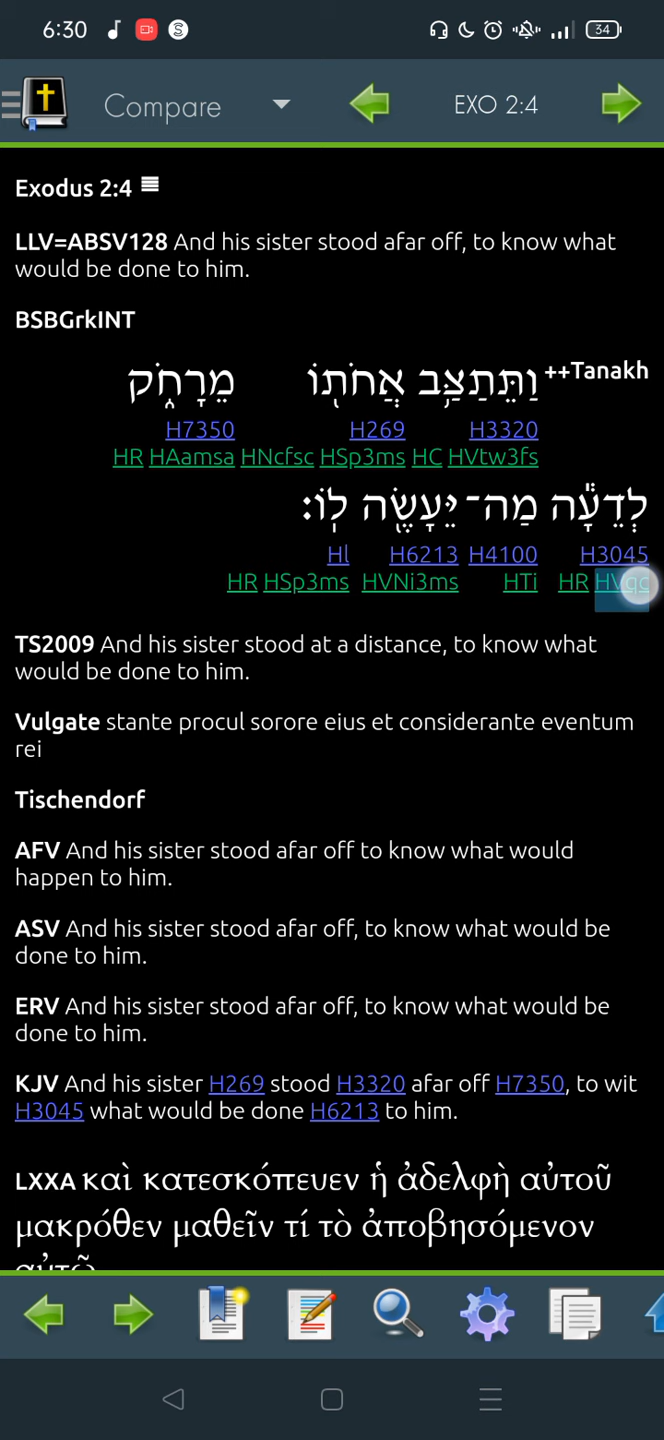 6:30
34
Compare
EXO 2:4
Exodus 2:4
LLV=ABSV128 And his sister stood afar off, to know what
would be done to him.
BSBGrkINT
++Tanakh וַתֵּתַצַּ֥ב אֲחֹת֖וֹ מֵרָחֹ֑ק
H7350 H269 H3320
HR HAamsa HNcfsc HSp3ms HC HVtw3fs
לְדֵעָ֕ה מַה־ יֵּעָשֶׂ֖ה לֽוֹ׃
Hl H6213 H4100 H3045
HR HSp3ms HVNi3ms HTi HR HVqc
TS2009 And his sister stood at a distance, to know what
would be done to him.
Vulgate stante procul sorore eius et considerante eventum
rei
Tischendorf
AFV And his sister stood afar off to know what would
happen to him.
ASV And his sister stood afar off, to know what would be
done to him.
ERV And his sister stood afar off, to know what would be
done to him.
KJV And his sister H269 stood H3320 afar off H7350, to wit
H3045 what would be done H6213 to him.
LXXA καὶ κατεσκόπευεν ἡ ἀδελφὴ αὐτοῦ
μακρόθεν μαθεῖν τί τὸ ἀποβησόμενον
αὐτῷ